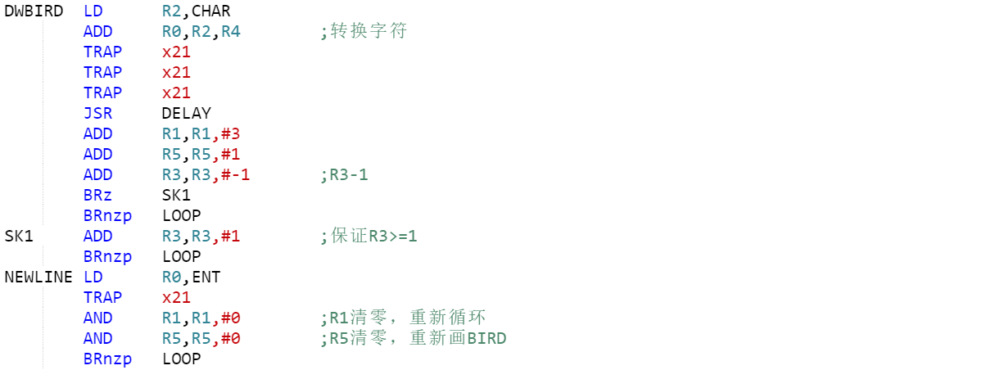 DWBIRD LD R2,CHAR
ADD R0,R2,R4 ;转换字符
TRAP x21
TRAP x21
TRAP x21
JSR DELAY
ADD R1,R1,#3
ADD R5,R5,#1
ADD R3,R3,#-1 ;R3-1
BRz SK1
BRnzp LOOP
SK1 ADD R3,R3,#1 ;保证R3>=1
BRnzp LOOP
NEWLINE LD R0,ENT
TRAP x21
AND R1,R1,#0 ;R1清零，重新循环
AND R5,R5,#0 ;R5清零，重新画BIRD
BRnzp LOOP